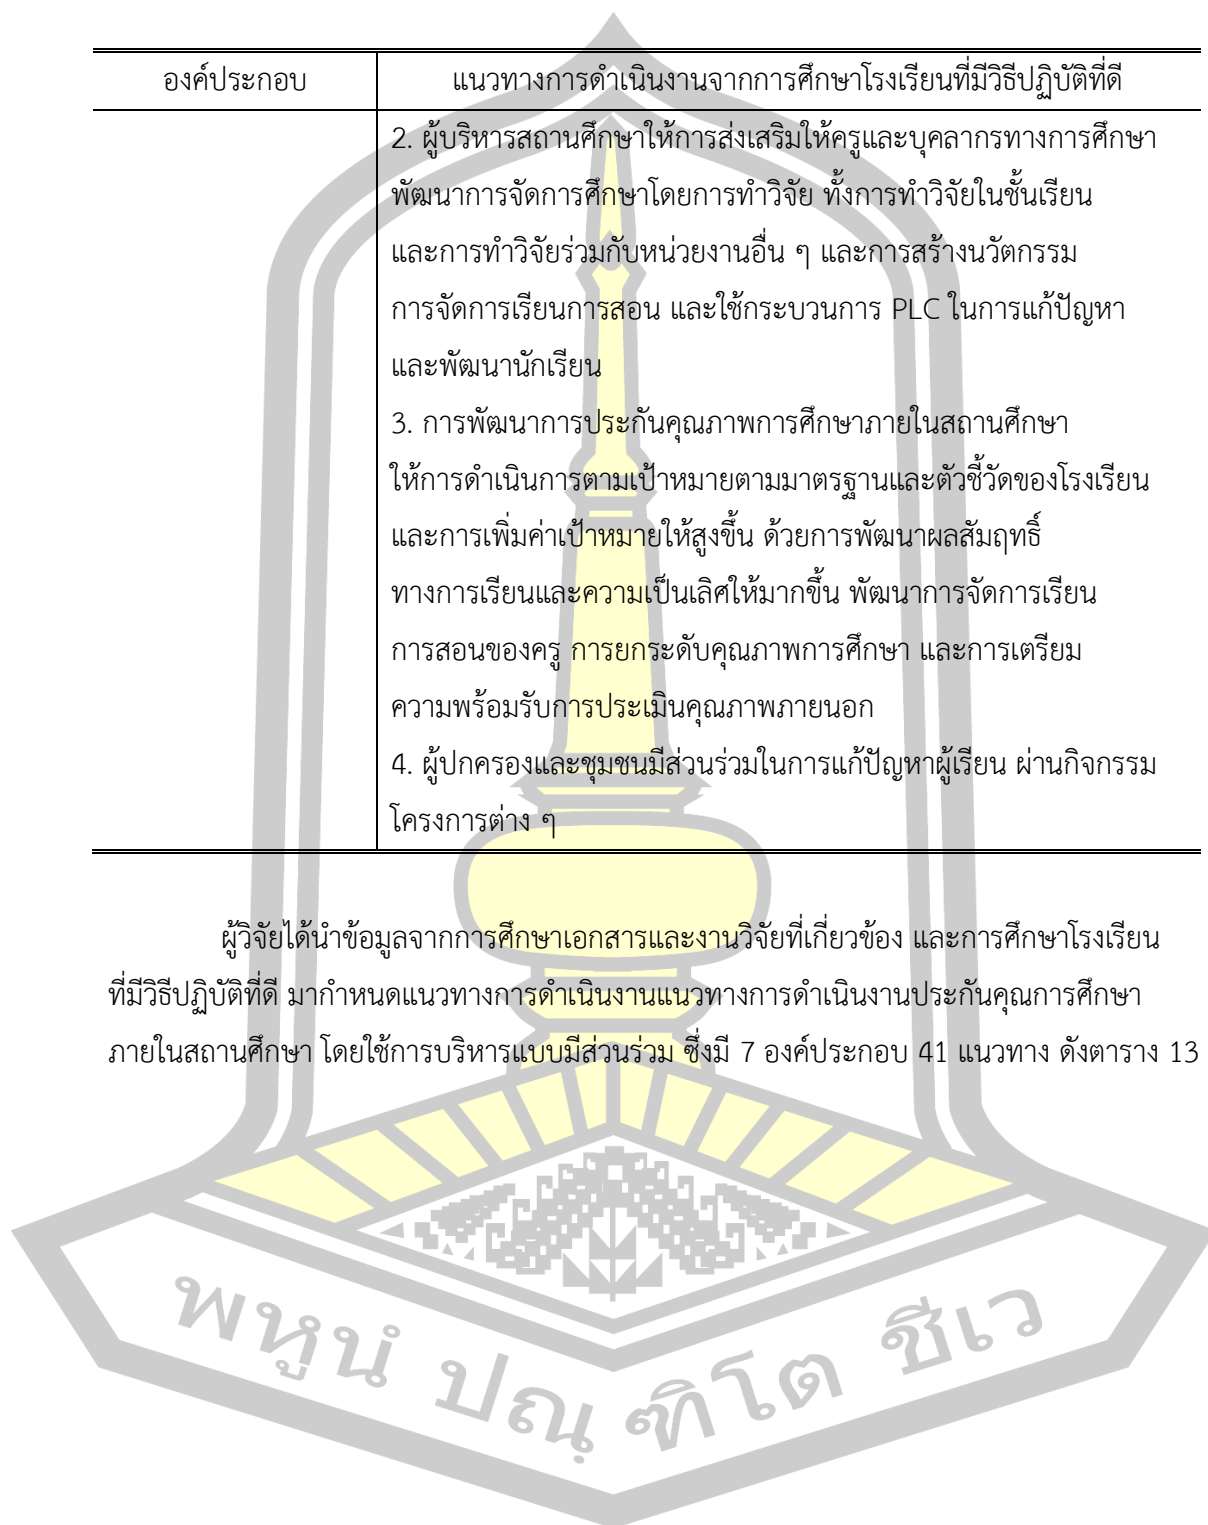 องค์ประกอบ แนวทางการดำเนินงานจากการศึกษาโรงเรียนที่มีวิธีปฏิบัติที่ดี
2. ผู้บริหารสถานศึกษาให้การส่งเสริมให้ครูและบุคลากรทางการศึกษา
พัฒนาการจัดการศึกษาโดยการทำวิจัย ทั้งการทำวิจัยในชั้นเรียน
และการทำวิจัยร่วมกับหน่วยงานอื่น ๆ และการสร้างนวัตกรรม
การจัดการเรียนการสอน และใช้กระบวนการ PLC ในการแก้ปัญหา
และพัฒนานักเรียน
3. การพัฒนาการประกันคุณภาพการศึกษาภายในสถานศึกษา
ให้การดำเนินการตามเป้าหมายตามมาตรฐานและตัวชี้วัดของโรงเรียน
และการเพิ่มค่าเป้าหมายให้สูงขึ้น ด้วยการพัฒนาผลสัมฤทธิ์
ทางการเรียนและความเป็นเลิศให้มากขึ้น พัฒนาการจัดการเรียน
การสอนของครู การยกระดับคุณภาพการศึกษา และการเตรียม
ความพร้อมรับการประเมินคุณภาพภายนอก
4. ผู้ปกครองและชุมชนมีส่วนร่วมในการแก้ปัญหาผู้เรียน ผ่านกิจกรรม
โครงการต่าง ๆ
ผู้วิจัยได้นำข้อมูลจากการศึกษาเอกสารและงานวิจัยที่เกี่ยวข้อง และการศึกษาโรงเรียน
ที่มีวิธีปฏิบัติที่ดี มากำหนดแนวทางการดำเนินงานแนวทางการดำเนินงานประกันคุณการศึกษา
ภายในสถานศึกษา โดยใช้การบริหารแบบมีส่วนร่วม ซึ่งมี 7 องค์ประกอบ 41 แนวทาง ดังตาราง 13
พหูนํ ปณฺฑิโต ชีเว